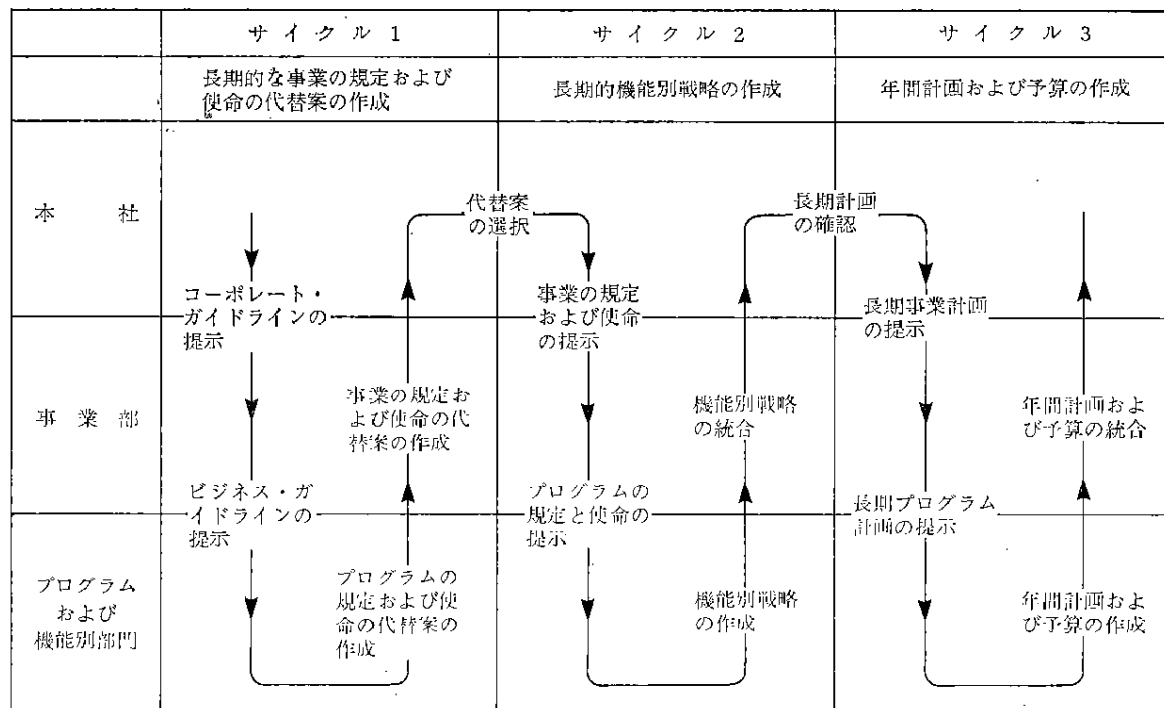 サイクル1
サイクル2
サイクル3
長期的な事業の規定および
使命の代替案の作成
長期的機能別戦略の作成
年間計画および予算の作成
本社
代替案
の選択
長期計画
の確認
コーポレート・
ガイドラインの
提示
事業の規定
および使命
の提示
長期事業計画
の提示
事業部
事業の規定お
よび使命の代
替案の作成
機能別戦略
の統合
年間計画およ
び予算の統合
ビジネス・ガ
イドラインの
提示
プログラムの
規定と使命の
提示
長期プログラム
計画の提示
プログラム
および
機能別部門
プログラムの
規定および使
命の代替案の
作成
機能別戦略
の作成
年間計画およ
び予算の作成